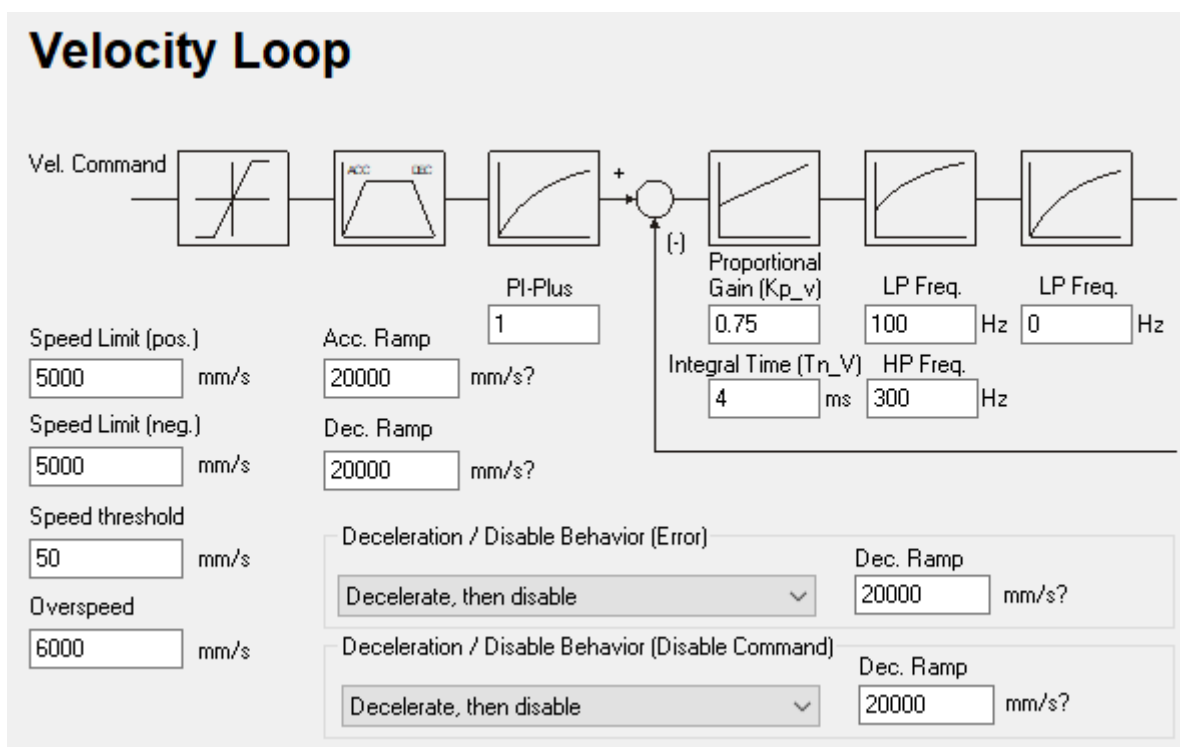 Velocity Loop
Vel. Command
ACC DEC
+
(-)
PI-Plus
1
Proportional
Gain (Kp_v)
0.75
Integral Time (Tn_V)
4 ms
LP Freq.
100 Hz
HP Freq.
300 Hz
LP Freq.
0 Hz
Speed Limit (pos.)
5000 mm/s
Speed Limit (neg.)
5000 mm/s
Speed threshold
50 mm/s
Overspeed
6000 mm/s
Acc. Ramp
20000 mm/s?
Dec. Ramp
20000 mm/s?
Deceleration / Disable Behavior (Error)
Decelerate, then disable
Dec. Ramp
20000 mm/s?
Deceleration / Disable Behavior (Disable Command)
Decelerate, then disable
Dec. Ramp
20000 mm/s?